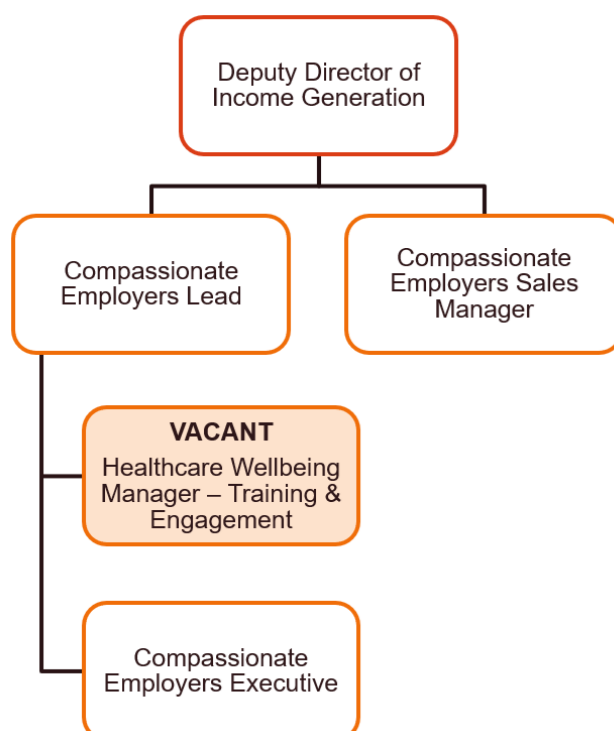 Deputy Director of
Income Generation
Compassionate
Employers Lead
Compassionate
Employers Sales
Manager
VACANT
Healthcare Wellbeing
Manager – Training &
Engagement
Compassionate
Employers Executive